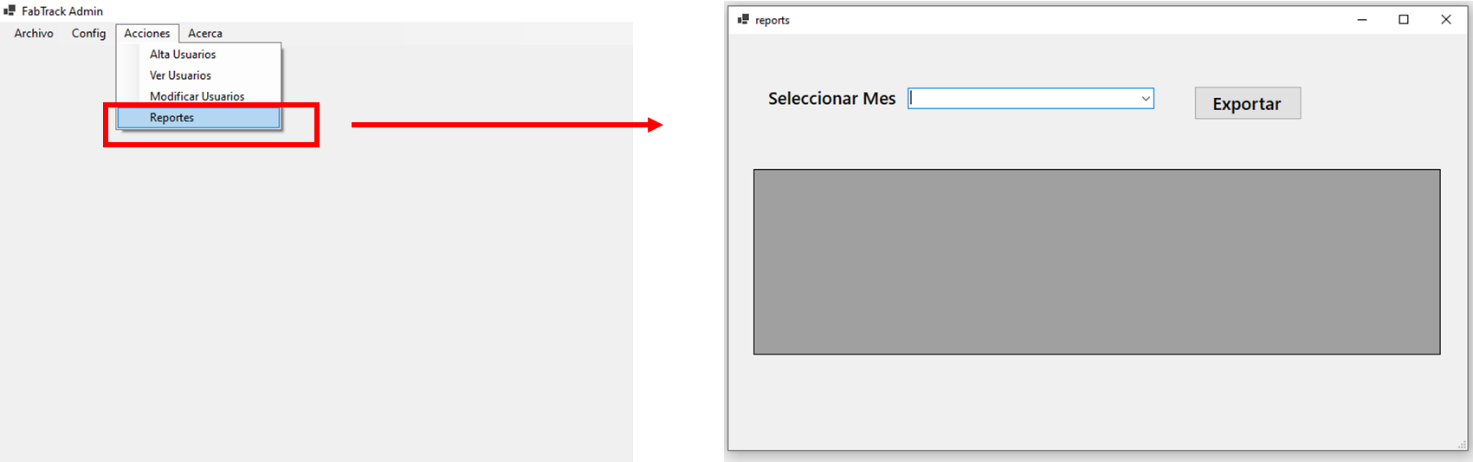 FabTrack Admin
Archivo Config Acciones Acerca
Alta Usuarios
Ver Usuarios
Modificar Usuarios
Reportes
reports
Seleccionar Mes
Exportar